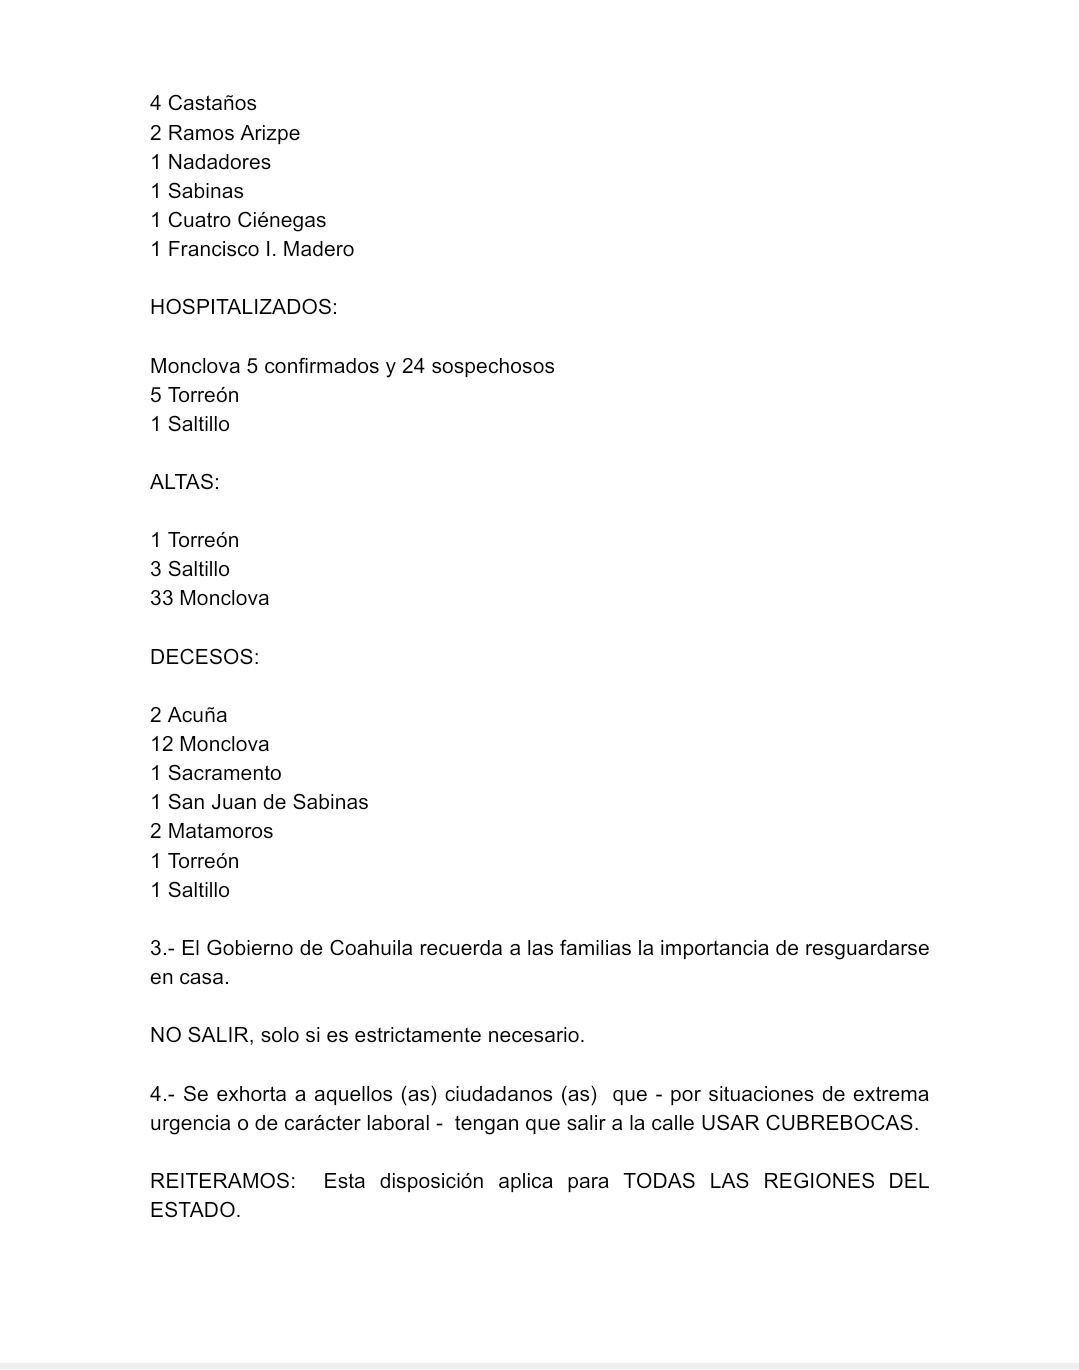 4 Castaños
2 Ramos Arizpe
1 Nadadores
1 Sabinas
1 Cuatro Ciénegas
1 Francisco I. Madero
HOSPITALIZADOS:
Monclova 5 confirmados y 24 sospechosos
5 Torreón
1 Saltillo
ALTAS:
1 Torreón
3 Saltillo
33 Monclova
DECESOS:
2 Acuña
12 Monclova
1 Sacramento
1 San Juan de Sabinas
2 Matamoros
1 Torreón
1 Saltillo
3.- El Gobierno de Coahuila recuerda a las familias la importancia de resguardarse
en casa.
NO SALIR, solo si es estrictamente necesario.
4.- Se exhorta a aquellos (as) ciudadanos (as)  que - por situaciones de extrema
urgencia o de carácter laboral -  tengan que salir a la calle USAR CUBREBOCAS.
REITERAMOS:  Esta disposición aplica para TODAS LAS REGIONES DEL
ESTADO.